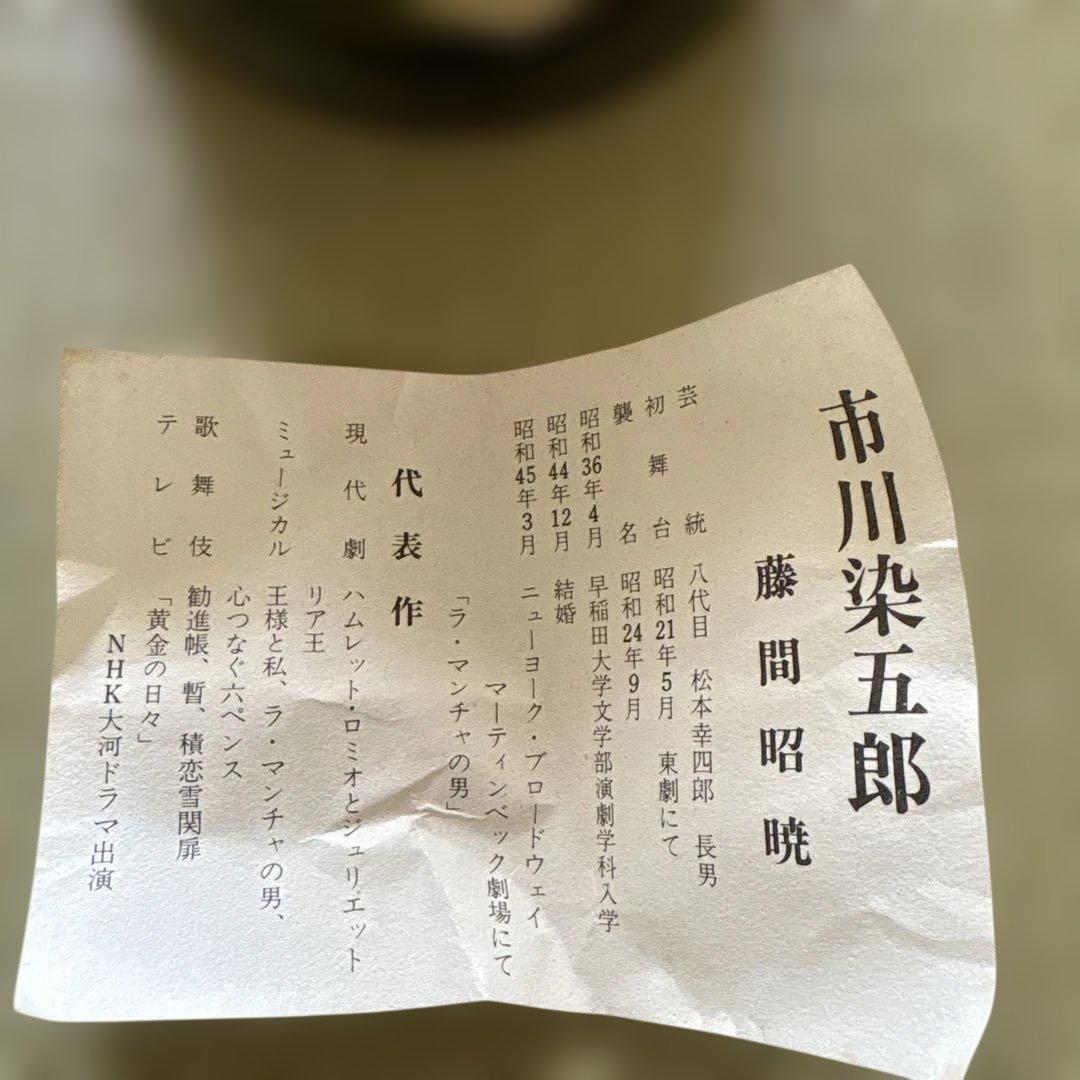 市川染五郎
藤間昭暁
芸統 八代目 松本幸四郎 長男
初舞台 昭和21年5月 東劇にて
襲名 昭和24年9月
昭和36年4月 早稲田大学文学部演劇学科入学
昭和44年12月 結婚
昭和45年3月 ニューヨーク・ブロードウェイ
マーティンベック劇場にて
「ラ・マンチャの男」
代表作
現代劇 ハムレット・ロミオとジュリエット
リア王
ミュージカル 王様と私、ラ・マンチャの男、
心つなぐ六ペンス
歌舞伎 勧進帳、暫、積恋雪関扉
テレビ 「黄金の日々」
NHK大河ドラマ出演